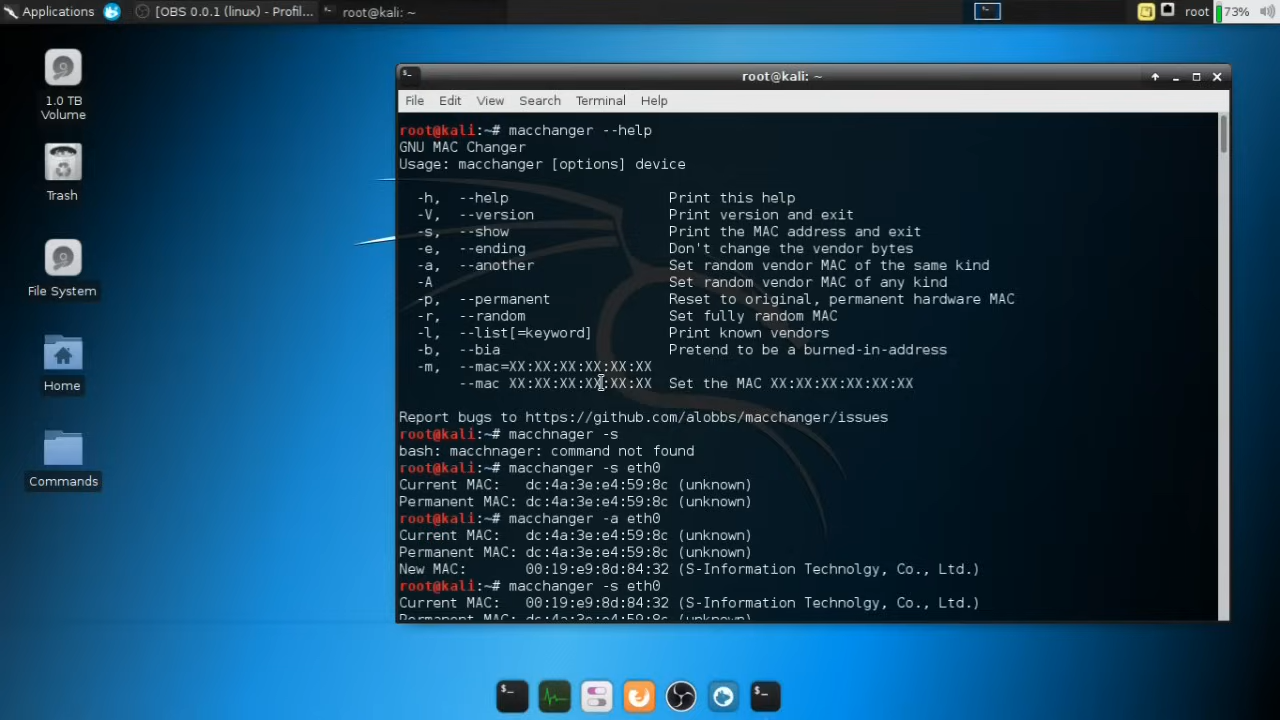 Applications
[OBS 0.0.1 (linux) - Profil...
root@kali: ~
root
73%
1.0 TB
Volume
Trash
File System
Home
Commands
root@kali: ~
File Edit View Search Terminal Help
root@kali:~# macchanger --help
GNU MAC Changer
Usage: macchanger [options] device
-h, --help Print this help
-V, --version Print version and exit
-s, --show Print the MAC address and exit
-e, --ending Don't change the vendor bytes
-a, --another Set random vendor MAC of the same kind
-A Set random vendor MAC of any kind
-p, --permanent Reset to original, permanent hardware MAC
-r, --random Set fully random MAC
-l, --list[=keyword] Print known vendors
-b, --bia Pretend to be a burned-in-address
-m, --mac=XX:XX:XX:XX:XX:XX
--mac XX:XX:XX:XX:XX:XX Set the MAC XX:XX:XX:XX:XX:XX
Report bugs to https://github.com/alobbs/macchanger/issues
root@kali:~# macchnager -s
bash: macchnager: command not found
root@kali:~# macchanger -s eth0
Current MAC: dc:4a:3e:e4:59:8c (unknown)
Permanent MAC: dc:4a:3e:e4:59:8c (unknown)
root@kali:~# macchanger -a eth0
Current MAC: dc:4a:3e:e4:59:8c (unknown)
Permanent MAC: dc:4a:3e:e4:59:8c (unknown)
New MAC: 00:19:e9:8d:84:32 (S-Information Technolgy, Co., Ltd.)
root@kali:~# macchanger -s eth0
Current MAC: 00:19:e9:8d:84:32 (S-Information Technolgy, Co., Ltd.)
Permanent MAC: dc:4a:3e:e4:59:8c (unknown)